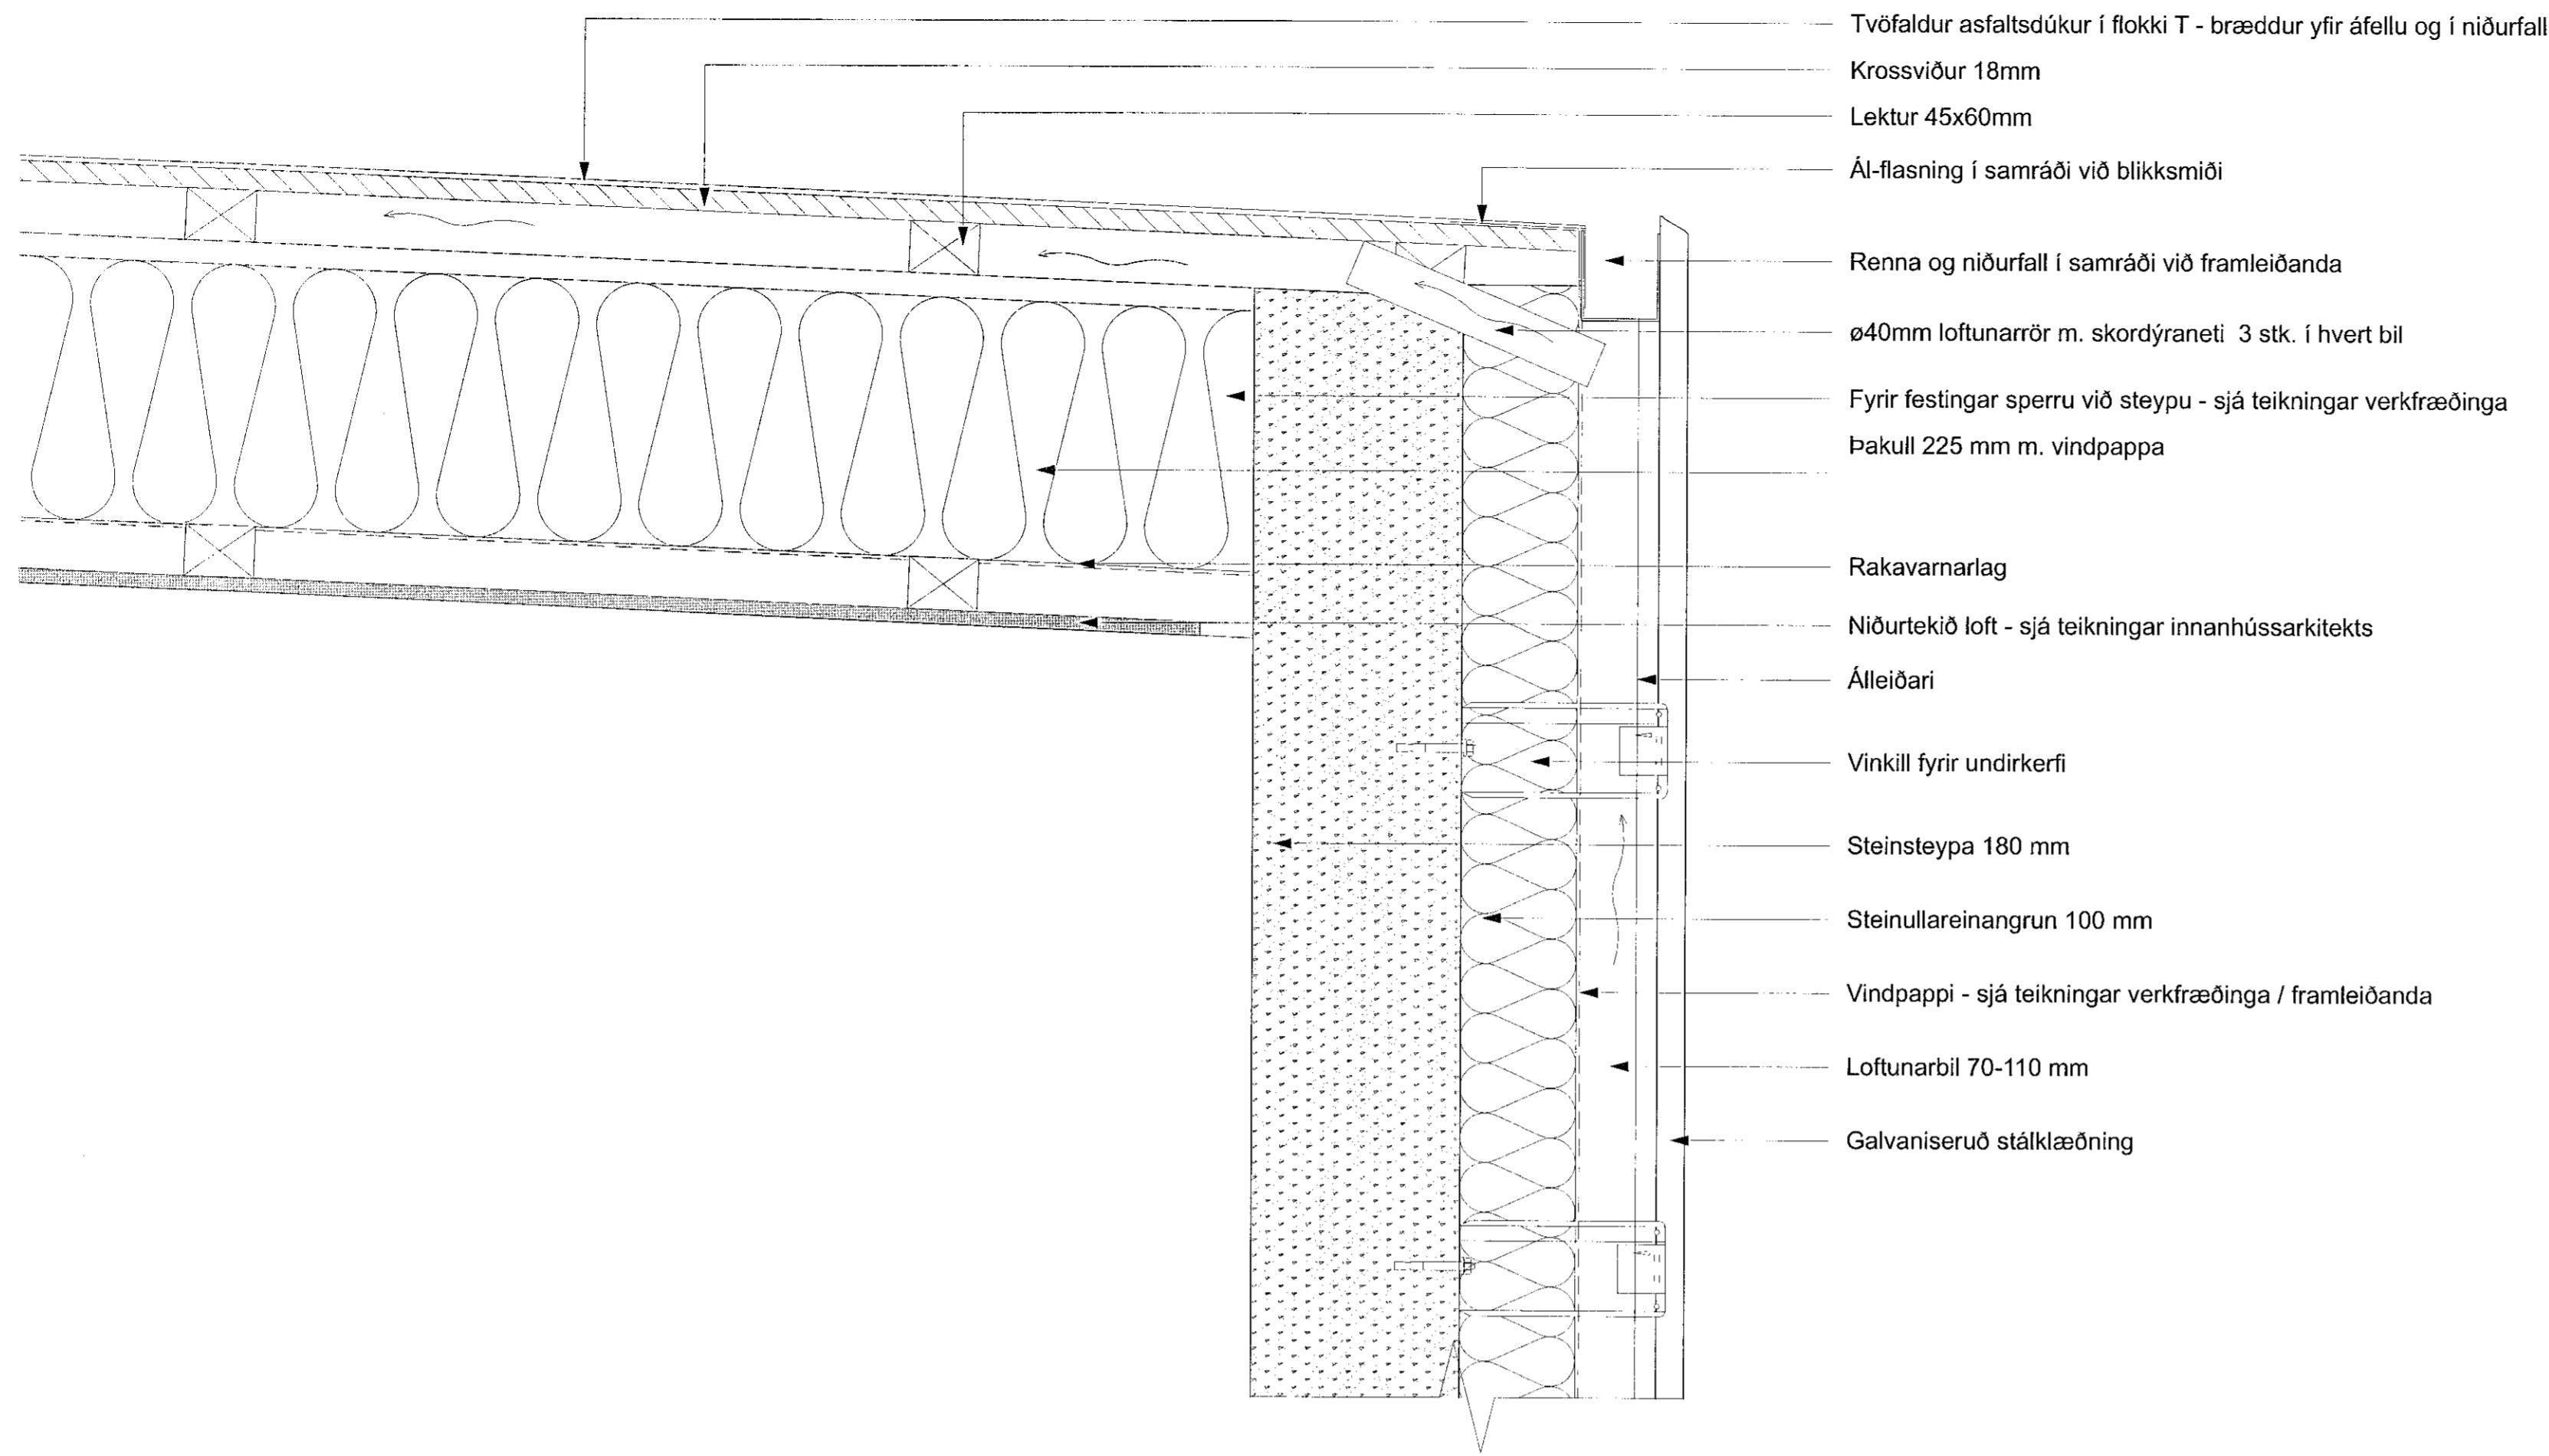 Tvöfaldur asfaltsdúkur í flokki T - bræddur yfir áfellu og í niðurfall
Krossviður 18mm
Lektur 45x60mm
Ál-flasning í samráði við blikksmiði
Renna og niðurfall í samráði við framleiðanda
ø40mm loftunarrör m. skordýraneti 3 stk. í hvert bil
Fyrir festingar sperru við steypu - sjá teikningar verkfræðinga
Þakull 225 mm m. vindpappa
Rakavarnarlag
Niðurtekið loft - sjá teikningar innanhússarkitekts
Álleiðari
Vinkill fyrir undirkerfi
Steinsteypa 180 mm
Steinullareinangrun 100 mm
Vindpappi - sjá teikningar verkfræðinga / framleiðanda
Loftunarbil 70-110 mm
Galvaniseruð stálklæðning